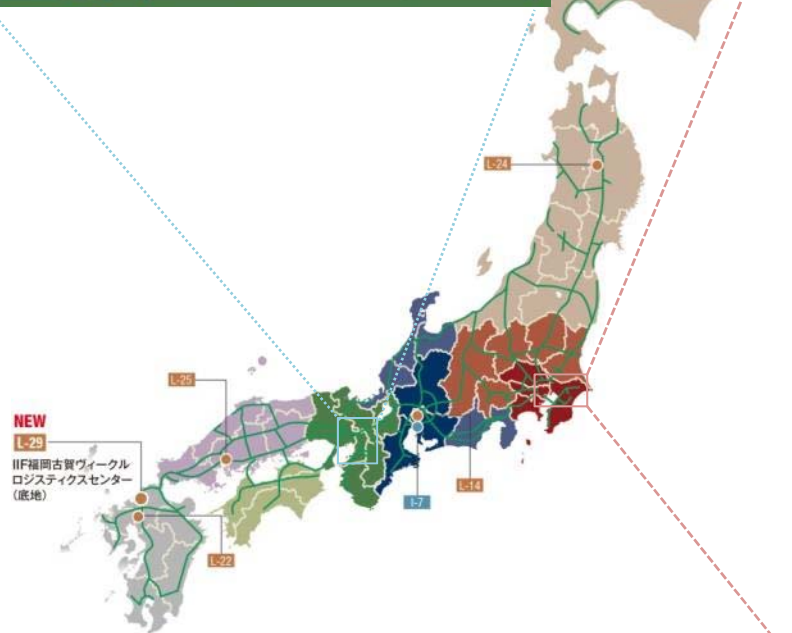 L-24
L-25
NEW
L-29
IIF福岡古賀ヴィークル
ロジスティクスセンター
(底地)
L-14
I-7
L-22